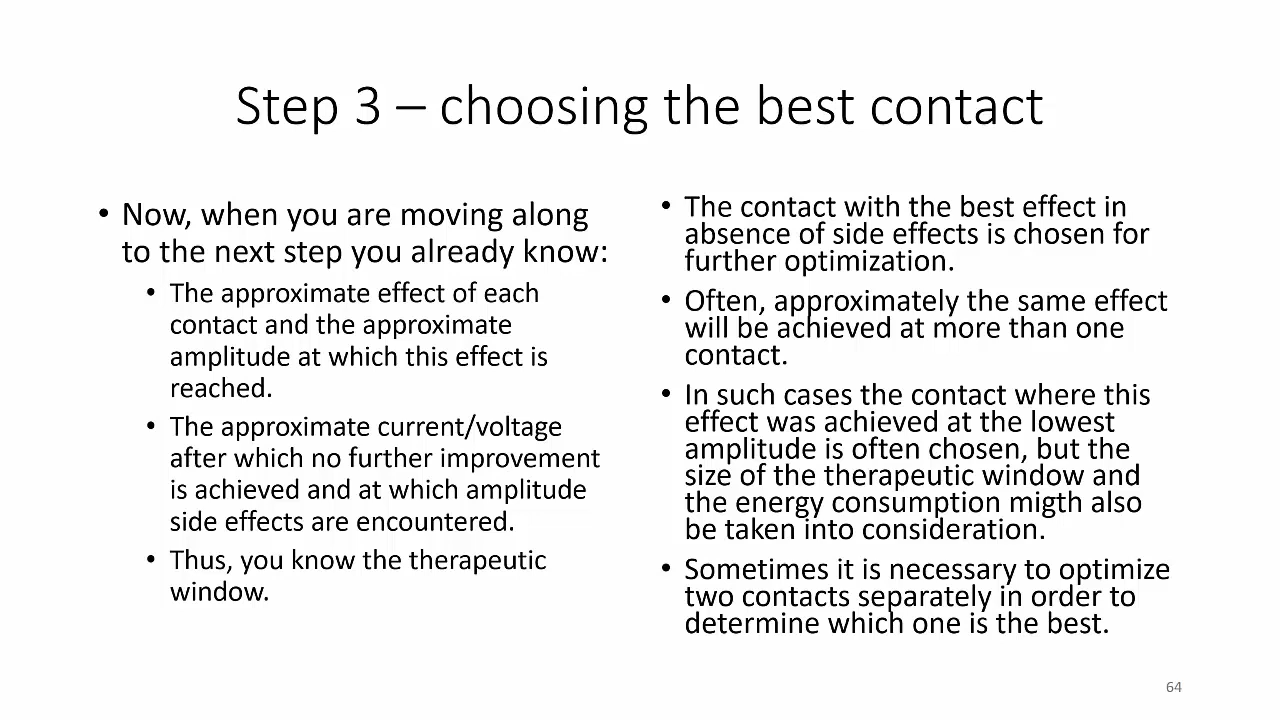 Step 3 – choosing the best contact
• Now, when you are moving along
to the next step you already know:
• The approximate effect of each
contact and the approximate
amplitude at which this effect is
reached.
• The approximate current/voltage
after which no further improvement
is achieved and at which amplitude
side effects are encountered.
• Thus, you know the therapeutic
window.
• The contact with the best effect in
absence of side effects is chosen for
further optimization.
• Often, approximately the same effect
will be achieved at more than one
contact.
• In such cases the contact where this
effect was achieved at the lowest
amplitude is often chosen, but the
size of the therapeutic window and
the energy consumption migth also
be taken into consideration.
• Sometimes it is necessary to optimize
two contacts separately in order to
determine which one is the best.
64